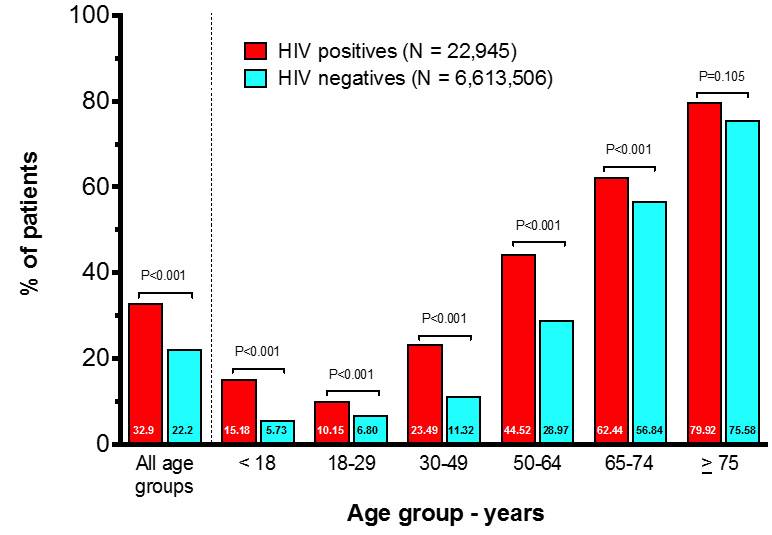 100
80
60
40
20
0
% of patients
HIV positives (N = 22,945)
HIV negatives (N = 6,613,506)
P<0.001
P<0.001
P<0.001
P<0.001
P<0.001
P<0.001
P=0.105
32.9 22.2 15.18 5.73 10.15 6.80 23.49 11.32 44.52 28.97 62.44 56.84 79.92 75.58
All age groups
< 18
18-29
30-49
50-64
65-74
≥ 75
Age group - years